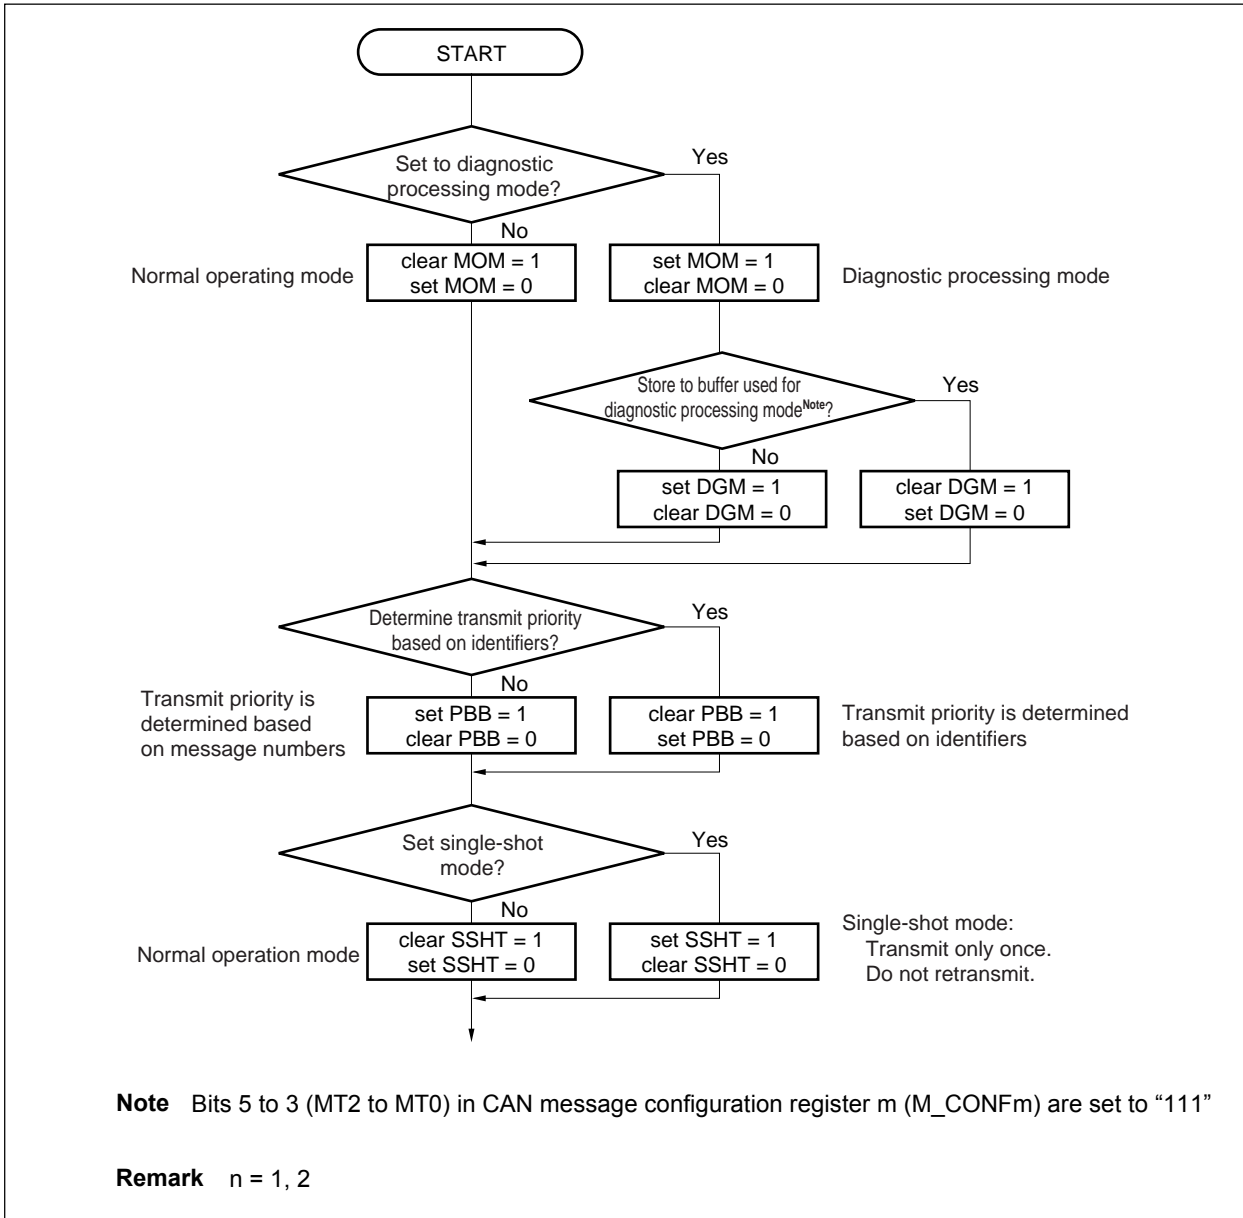 START
Set to diagnostic
processing mode?
Yes
No
Normal operating mode
clear MOM = 1
set MOM = 0
set MOM = 1
clear MOM = 0
Diagnostic processing mode
Store to buffer used for
diagnostic processing modeNote?
Yes
No
set DGM = 1
clear DGM = 0
clear DGM = 1
set DGM = 0
Determine transmit priority
based on identifiers?
Yes
No
Transmit priority is
determined based
on message numbers
set PBB = 1
clear PBB = 0
clear PBB = 1
set PBB = 0
Transmit priority is determined
based on identifiers
Set single-shot
mode?
Yes
No
Normal operation mode
clear SSHT = 1
set SSHT = 0
set SSHT = 1
clear SSHT = 0
Single-shot mode:
Transmit only once.
Do not retransmit.
Note Bits 5 to 3 (MT2 to MT0) in CAN message configuration register m (M_CONFm) are set to “111”
Remark n = 1, 2